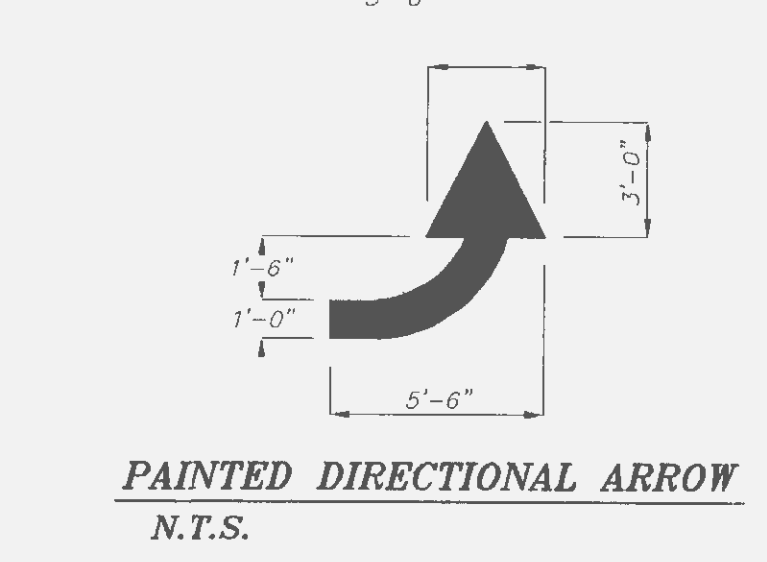 3'-0"
1'-6"
1'-0"
5'-6"
PAINTED DIRECTIONAL ARROW
N.T.S.